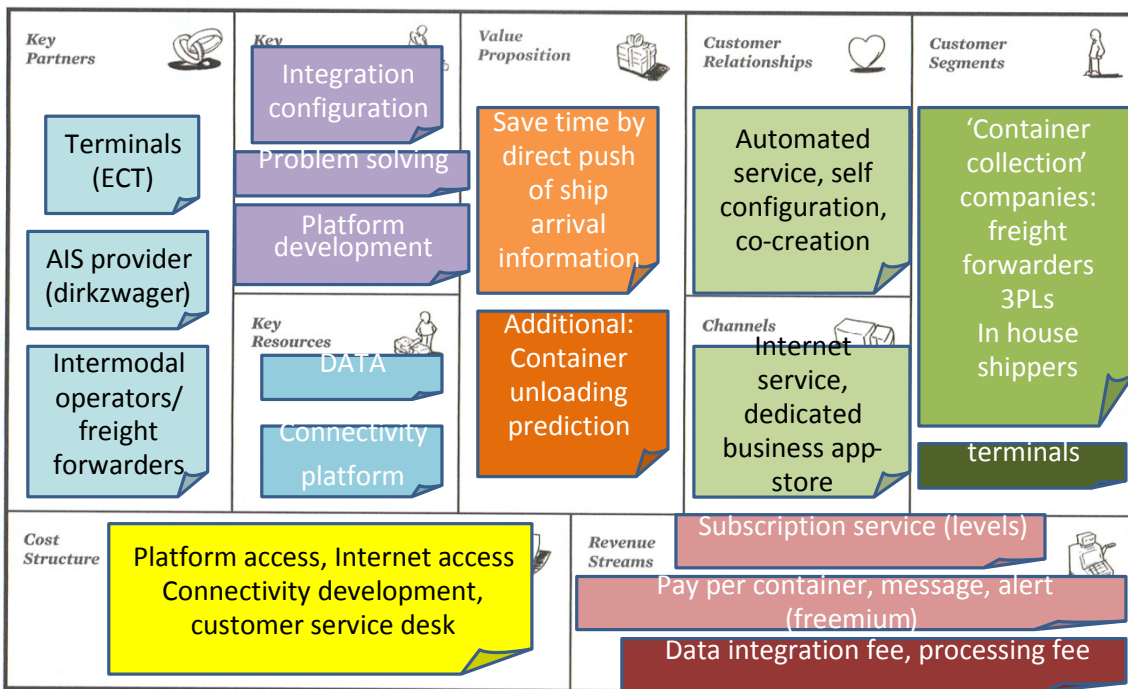 Key
Partners
Terminals
(ECT)
AIS provider
(dirkzwager)
Intermodal
operators/
freight
forwarders
Key
Integration
configuration
Problem solving
Platform
development
Key
Resources
DATA
Connectivity
platform
Value
Proposition
Save time by
direct push
of ship
arrival
information
Additional:
Container
unloading
prediction
Customer
Relationships
Automated
service, self
configuration,
co-creation
Channels
Internet
service,
dedicated
business app-
store
Customer
Segments
‘Container
collection’
companies:
freight
forwarders
3PLs
In house
shippers
terminals
Cost
Structure
Platform access, Internet access
Connectivity development,
customer service desk
Revenue
Streams
Subscription service (levels)
Pay per container, message, alert
(freemium)
Data integration fee, processing fee